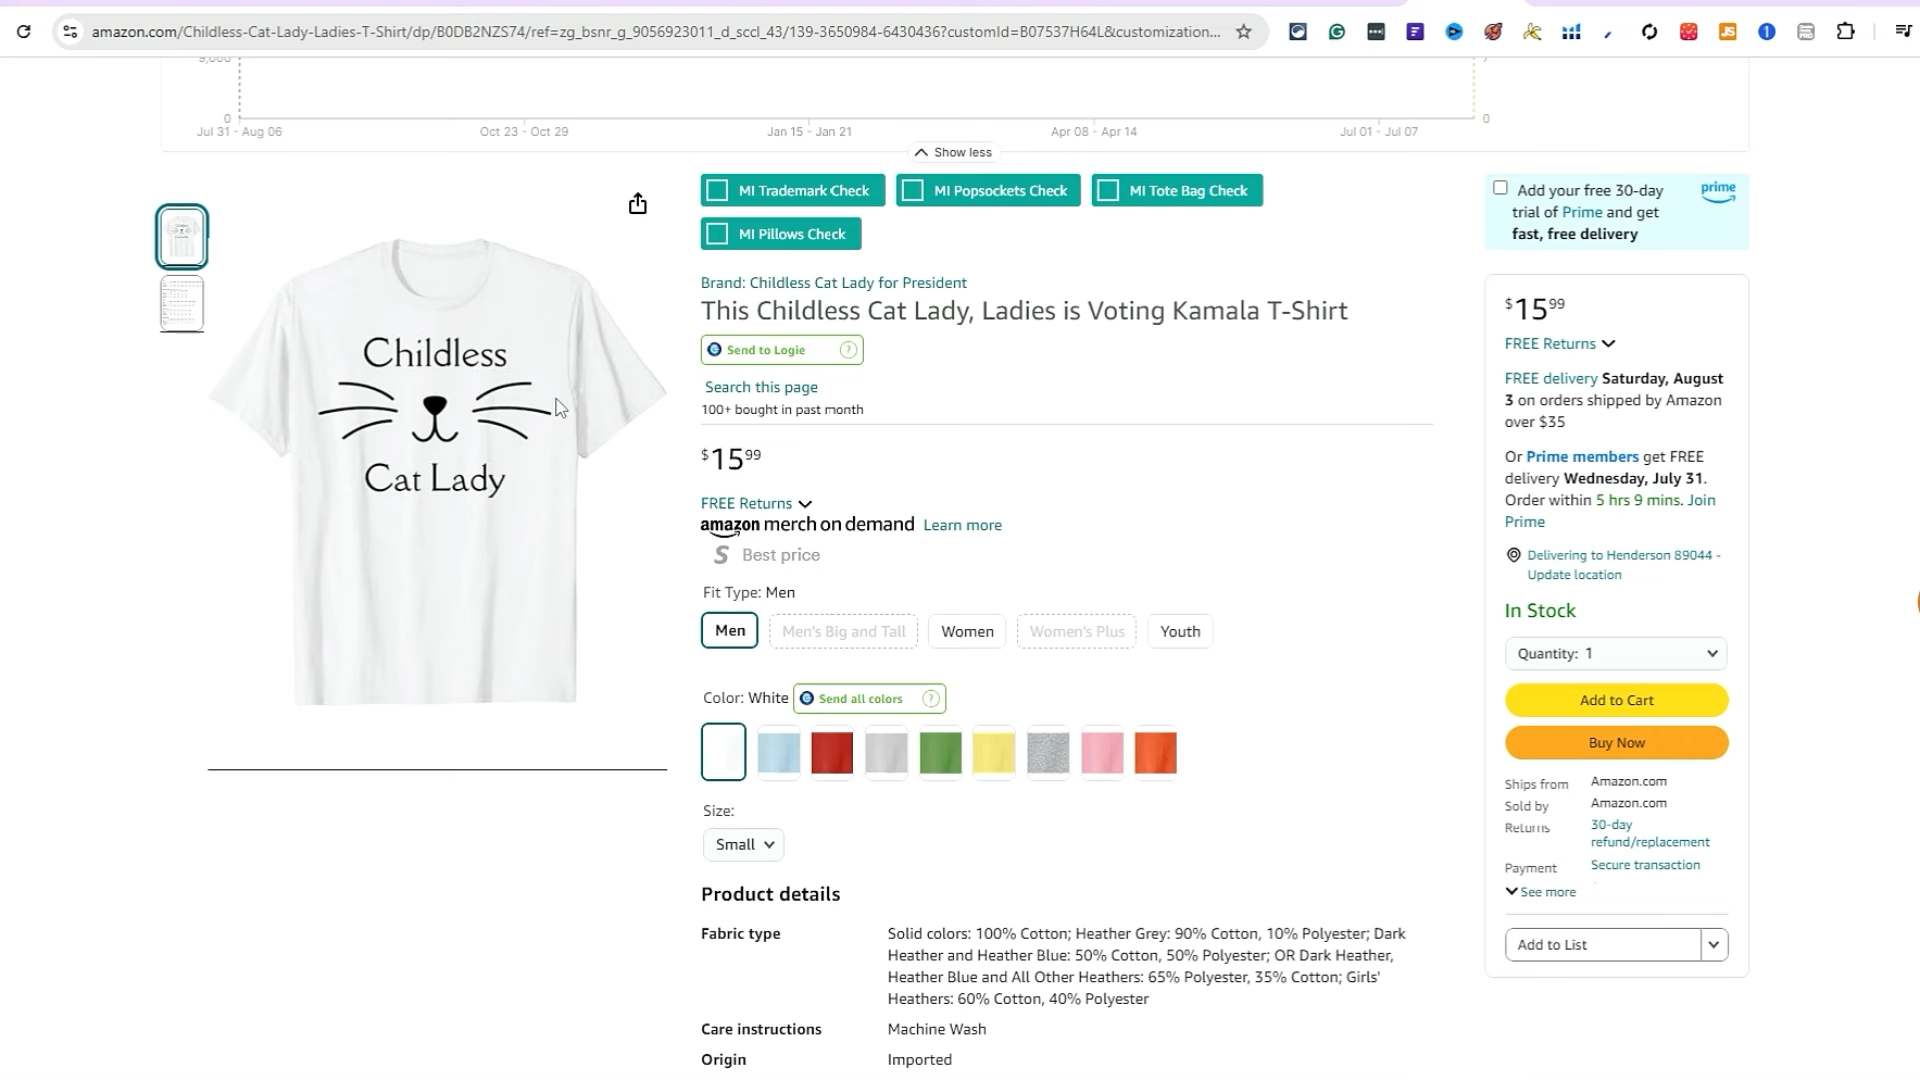 amazon.com/Childless-Cat-Lady-Ladies-T-Shirt/dp/B0DB2NZS74/ref=zg_bsnr_g_9056923011_d_sccl_43/139-3650984-6430436?customId=B07537H64L&customization...
9,000
0
0
Jul 31 - Aug 06
Oct 23 - Oct 29
Jan 15 - Jan 21
Apr 08 - Apr 14
Jul 01 - Jul 07
Show less
MI Trademark Check
MI Popsockets Check
MI Tote Bag Check
MI Pillows Check
Brand: Childless Cat Lady for President
This Childless Cat Lady, Ladies is Voting Kamala T-Shirt
Send to Logie ?
Search this page
100+ bought in past month
$15 99
FREE Returns
amazon merch on demand Learn more
S Best price
Fit Type: Men
Men
Men's Big and Tall
Women
Women's Plus
Youth
Color: White
Send all colors ?
Size:
Small
Product details
Fabric type
Solid colors: 100% Cotton; Heather Grey: 90% Cotton, 10% Polyester; Dark
Heather and Heather Blue: 50% Cotton, 50% Polyester; OR Dark Heather,
Heather Blue and All Other Heathers: 65% Polyester, 35% Cotton; Girls'
Heathers: 60% Cotton, 40% Polyester
Care instructions
Machine Wash
Origin
Imported
Childless
Cat Lady
Add your free 30-day
trial of Prime and get
fast, free delivery
prime
$15 99
FREE Returns
FREE delivery Saturday, August
3 on orders shipped by Amazon
over $35
Or Prime members get FREE
delivery Wednesday, July 31.
Order within 5 hrs 9 mins. Join
Prime
Delivering to Henderson 89044 -
Update location
In Stock
Quantity: 1
Add to Cart
Buy Now
Ships from Amazon.com
Sold by Amazon.com
Returns 30-day
refund/replacement
Payment Secure transaction
See more
Add to List